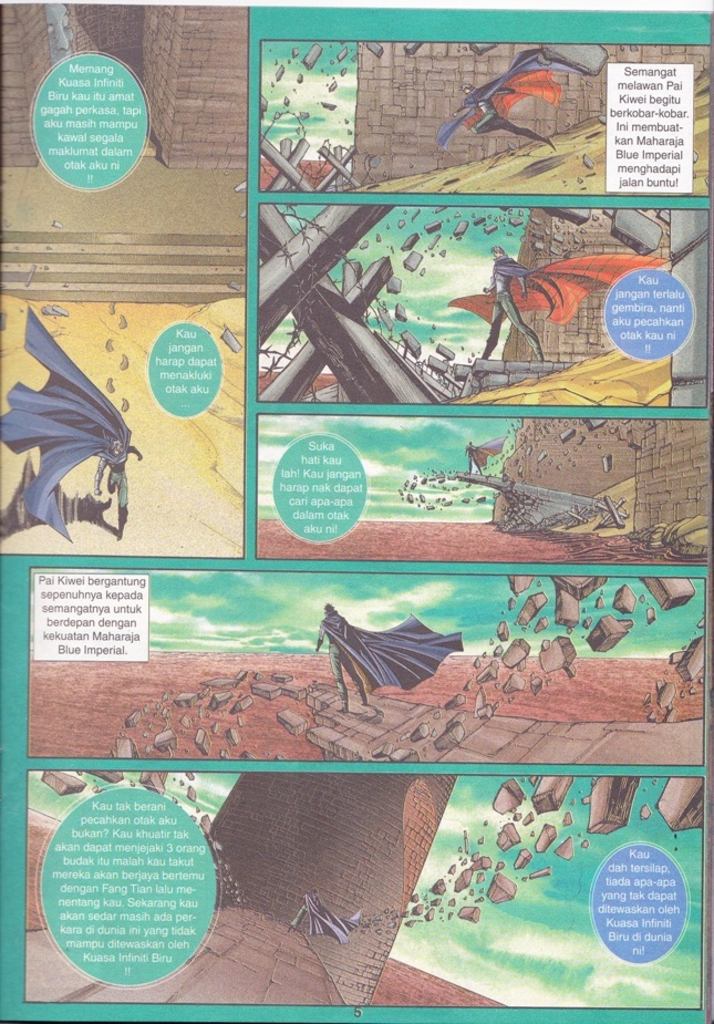 Memang
Kuasa Infiniti
Biru kau itu amat
gagah perkasa, tapi
aku masih mampu
kawal segala
maklumat dalam
otak aku ni
!!
Kau
jangan
harap dapat
menakluki
otak aku
...
Semangat
melawan Pai
Kiwei begitu
berkobar-kobar.
Ini membuat-
kan Maharaja
Blue Imperial
menghadapi
jalan buntu!
Kau
jangan terlalu
gembira, nanti
aku pecahkan
otak kau ni
!!
Suka
hati kau
lah! Kau jangan
harap nak dapat
cari apa-apa
dalam otak
aku ni!
Pai Kiwei bergantung
sepenuhnya kepada
semangatnya untuk
berdepan dengan
kekuatan Maharaja
Blue Imperial.
Kau tak berani
pecahkan otak aku
bukan? Kau khuatir tak
akan dapat menjejaki 3 orang
budak itu malah kau takut
mereka akan berjaya bertemu
dengan Fang Tian lalu me-
nentang kau. Sekarang kau
akan sedar masih ada per-
kara di dunia ini yang tidak
mampu ditewaskan oleh
Kuasa Infiniti Biru
!!
Kau
dah tersilap,
tiada apa-apa yang
tak dapat
ditewaskan oleh
Kuasa Infiniti
Biru di dunia
ni!
5